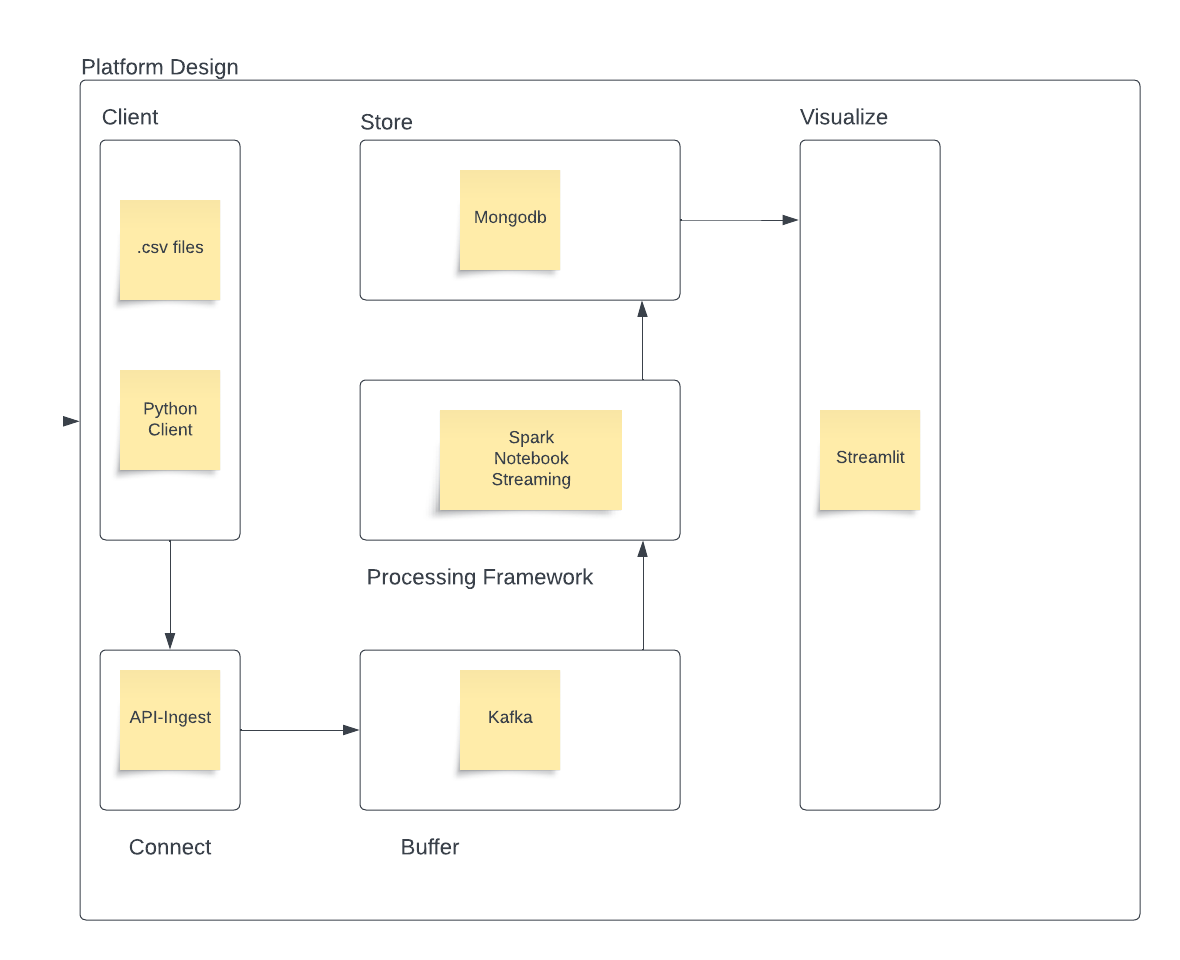 Platform Design
Client
Store
Visualize
.csv files
Mongodb
Python
Client
Spark
Notebook
Streaming
Streamlit
Processing Framework
API-Ingest
Kafka
Connect
Buffer